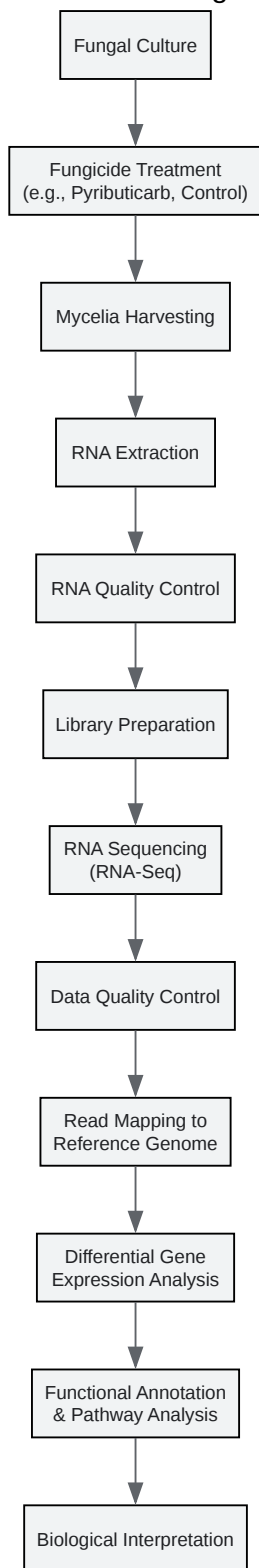 Fungal Culture
Fungicide Treatment
(e.g., Pyributicarb, Control)
Mycelia Harvesting
RNA Extraction
RNA Quality Control
Library Preparation
RNA Sequencing
(RNA-Seq)
Data Quality Control
Read Mapping to
Reference Genome
Differential Gene
Expression Analysis
Functional Annotation
& Pathway Analysis
Biological Interpretation